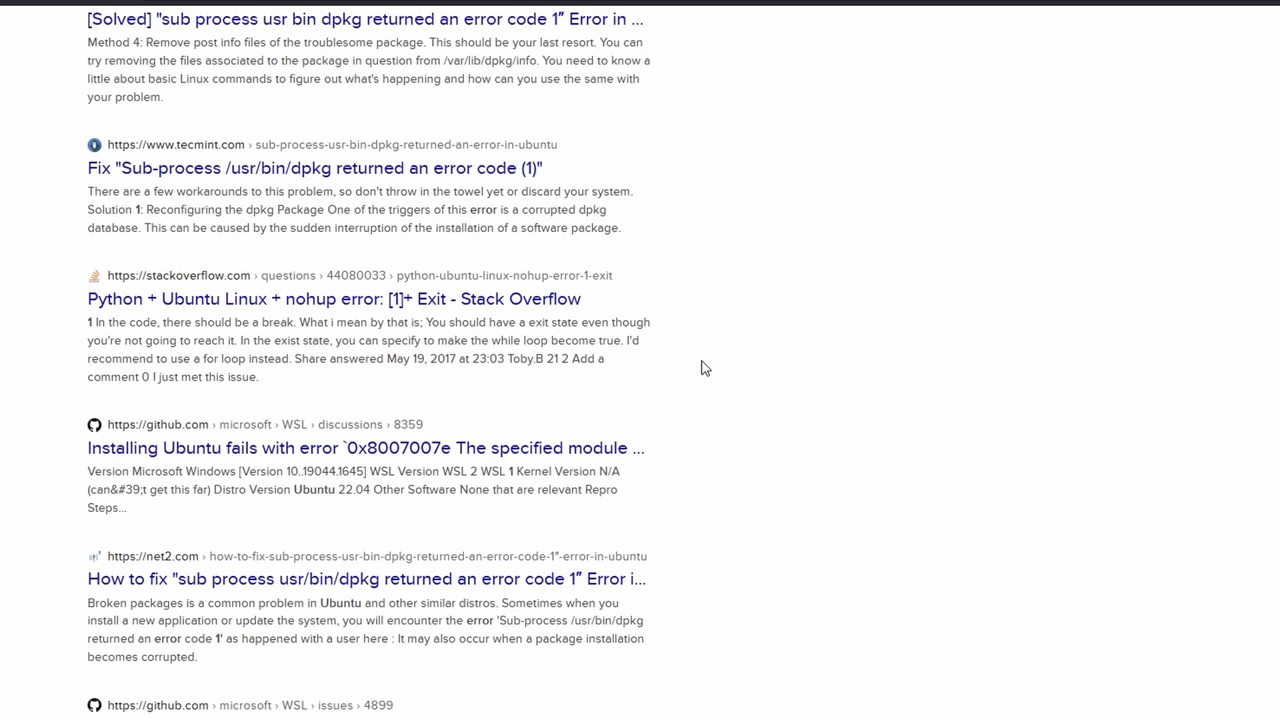 [Solved] "sub process usr bin dpkg returned an error code 1″ Error in ...
Method 4: Remove post info files of the troublesome package. This should be your last resort. You can
try removing the files associated to the package in question from /var/lib/dpkg/info. You need to know a
little about basic Linux commands to figure out what's happening and how can you use the same with
your problem.
https://www.tecmint.com › sub-process-usr-bin-dpkg-returned-an-error-in-ubuntu
Fix "Sub-process /usr/bin/dpkg returned an error code (1)"
There are a few workarounds to this problem, so don't throw in the towel yet or discard your system.
Solution 1: Reconfiguring the dpkg Package One of the triggers of this error is a corrupted dpkg
database. This can be caused by the sudden interruption of the installation of a software package.
https://stackoverflow.com › questions › 44080033 › python-ubuntu-linux-nohup-error-1-exit
Python + Ubuntu Linux + nohup error: [1]+ Exit - Stack Overflow
1 In the code, there should be a break. What i mean by that is; You should have a exit state even though
you're not going to reach it. In the exist state, you can specify to make the while loop become true. I'd
recommend to use a for loop instead. Share answered May 19, 2017 at 23:03 Toby.B 21 2 Add a
comment 0 I just met this issue.
https://github.com › microsoft › WSL › discussions › 8359
Installing Ubuntu fails with error `0x8007007e The specified module ...
Version Microsoft Windows [Version 10..19044.1645] WSL Version WSL 2 WSL 1 Kernel Version N/A
(can&#39;t get this far) Distro Version Ubuntu 22.04 Other Software None that are relevant Repro
Steps...
https://net2.com › how-to-fix-sub-process-usr-bin-dpkg-returned-an-error-code-1″-error-in-ubuntu
How to fix "sub process usr/bin/dpkg returned an error code 1″ Error i...
Broken packages is a common problem in Ubuntu and other similar distros. Sometimes when you
install a new application or update the system, you will encounter the error 'Sub-process /usr/bin/dpkg
returned an error code 1' as happened with a user here : It may also occur when a package installation
becomes corrupted.
https://github.com › microsoft › WSL › issues › 4899